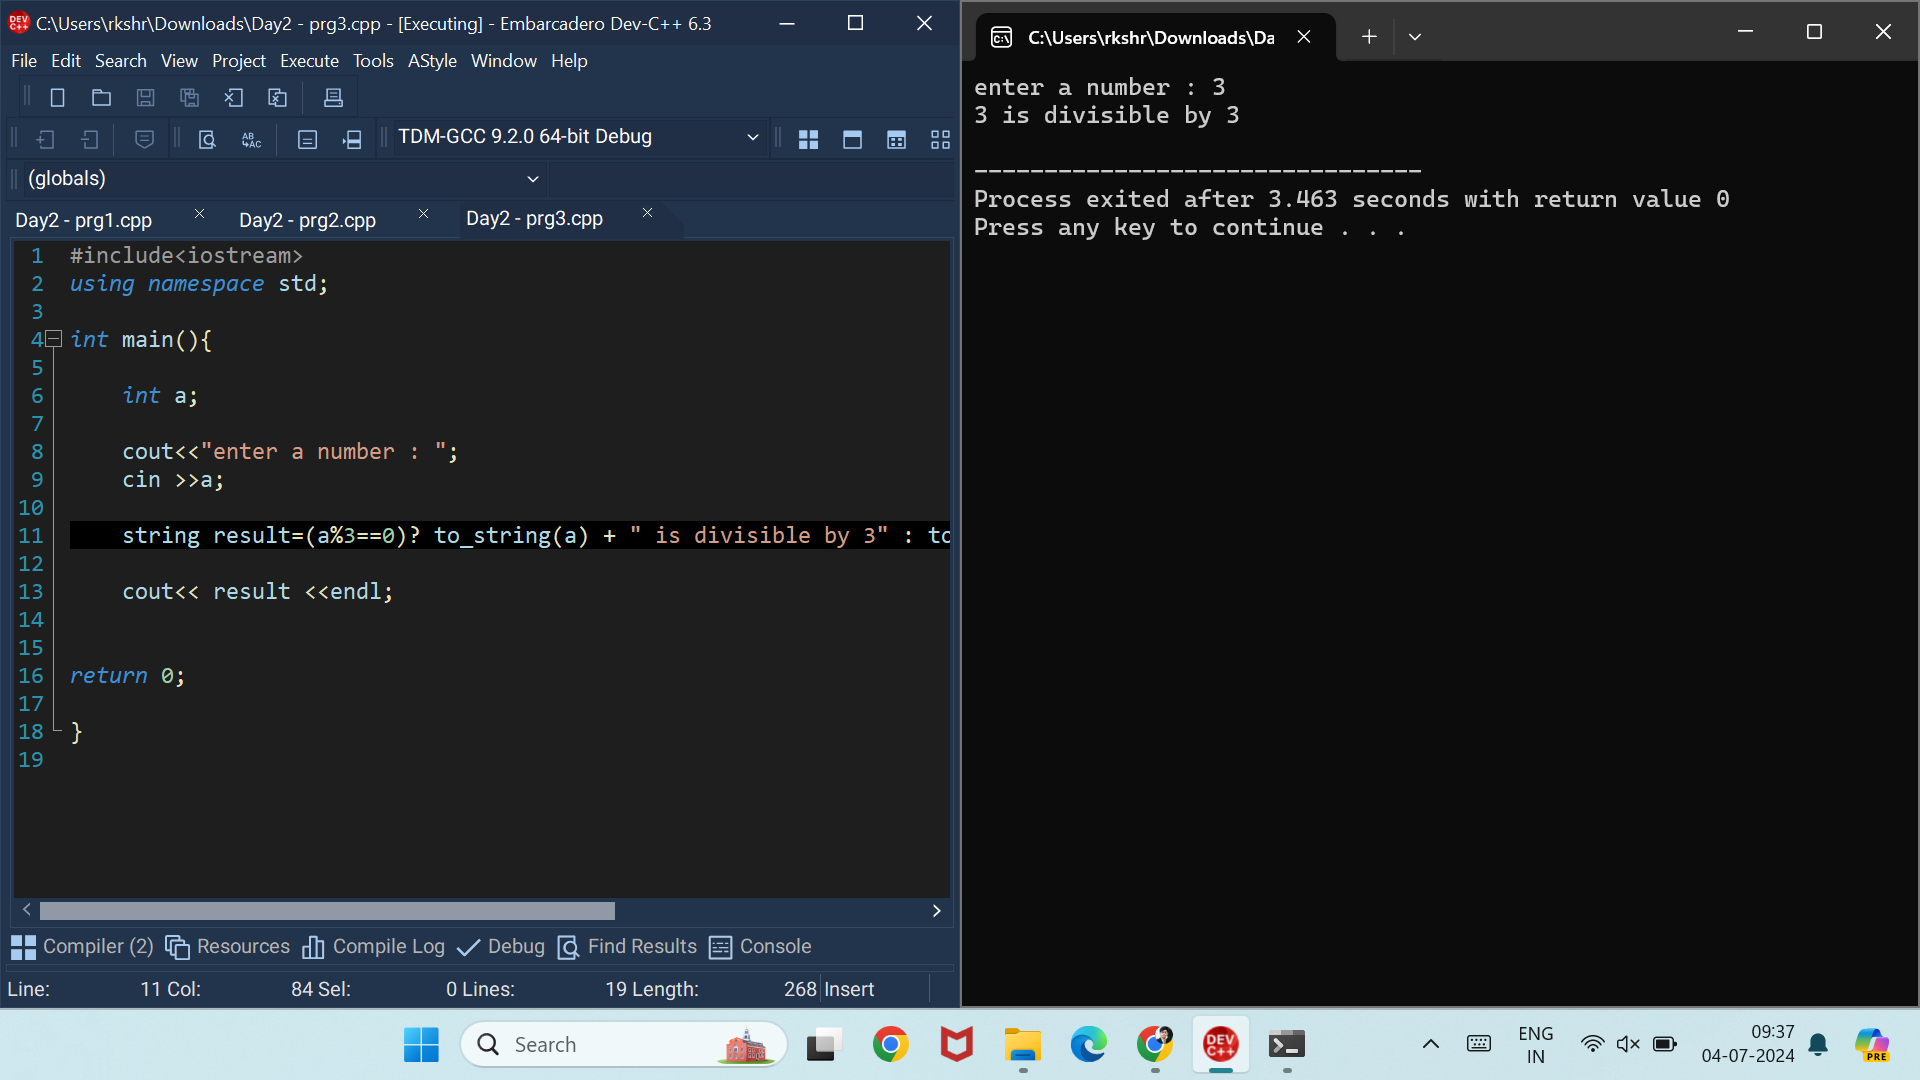 C:\Users\rkshr\Downloads\Day2 - prg3.cpp - [Executing] - Embarcadero Dev-C++ 6.3
File Edit Search View Project Execute Tools AStyle Window Help
TDM-GCC 9.2.0 64-bit Debug
(globals)
Day2 - prg1.cpp Day2 - prg2.cpp Day2 - prg3.cpp
1 #include<iostream>
2 using namespace std;
3
4 int main(){
5
6 int a;
7
8 cout<<"enter a number : ";
9 cin >>a;
10
11 string result=(a%3==0)? to_string(a) + " is divisible by 3" : to
12
13 cout<< result <<endl;
14
15
16 return 0;
17
18 }
19
Compiler (2) Resources Compile Log Debug Find Results Console
Line: 11 Col: 84 Sel: 0 Lines: 19 Length: 268 Insert
C:\Users\rkshr\Downloads\Da
enter a number : 3
3 is divisible by 3
--------------------------------
Process exited after 3.463 seconds with return value 0
Press any key to continue . . .
Search
DEV C++
ENG
IN
09:37
04-07-2024
PRE